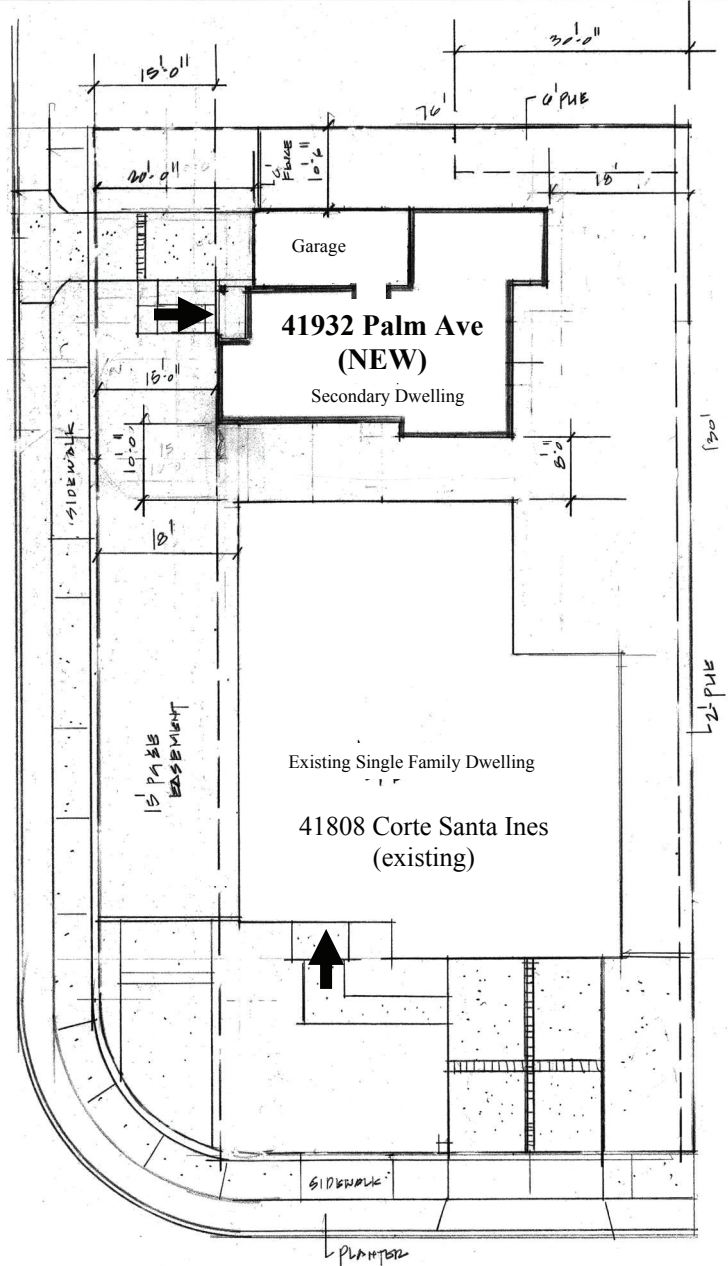 30'-0"
15'-0"
76'
6' PUE
20'-0"
6'
FENCE
10'-6"
18'
Garage
41932 Palm Ave
(NEW)
Secondary Dwelling
15'-0"
SIDEWALK
10'-0"
8'-0"
130'
18'
2' PUE
15' P&EE
EASEMENT
Existing Single Family Dwelling
41808 Corte Santa Ines
(existing)
SIDEWALK
PLANTER